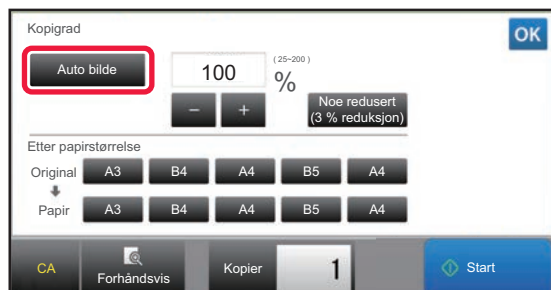 Kopigrad
OK
Auto bilde
100
(25~200)
%
−
+
Noe redusert
(3 % reduksjon)
Etter papirstørrelse
Original A3 B4 A4 B5 A4
Papir A3 B4 A4 B5 A4
CA
Forhåndsvis
Kopier
1
Start